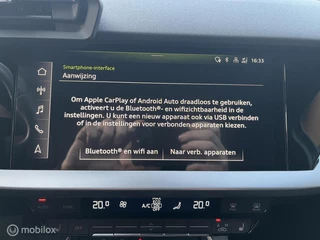 16:33
Smartphone-interface
Aanwijzing
Om Apple CarPlay of Android Auto draadloos te gebruiken,
activeert u de Bluetooth®- en wifizichtbaarheid in de
instellingen. U kunt een nieuw apparaat ook via USB verbinden
of in de instellingen voor verbonden apparaten kiezen.
Bluetooth® en wifi aan
Naar verb. apparaten
20.0
A/C
20.0
mobilox